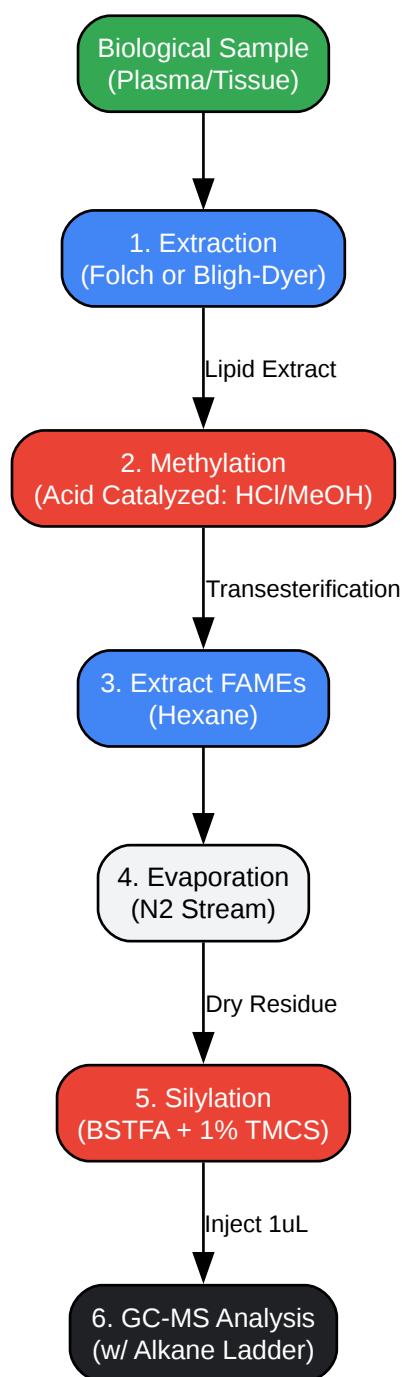 Biological Sample
(Plasma/Tissue)
1. Extraction
(Folch or Bligh-Dyer)
Lipid Extract
2. Methylation
(Acid Catalyzed: HCl/MeOH)
Transesterification
3. Extract FAMEs
(Hexane)
4. Evaporation
(N2 Stream)
Dry Residue
5. Silylation
(BSTFA + 1% TMCS)
Inject 1uL
6. GC-MS Analysis
(w/ Alkane Ladder)